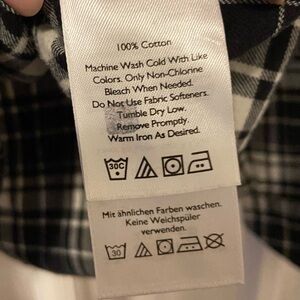 100% Cotton
Machine Wash Cold With Like
Colors. Only Non-Chlorine
Bleach When Needed.
Do Not Use Fabric Softeners.
Tumble Dry Low.
Remove Promptly.
Warm Iron As Desired.
30C
Mit ähnlichen Farben waschen.
Keine Weichspüler
verwenden.
30